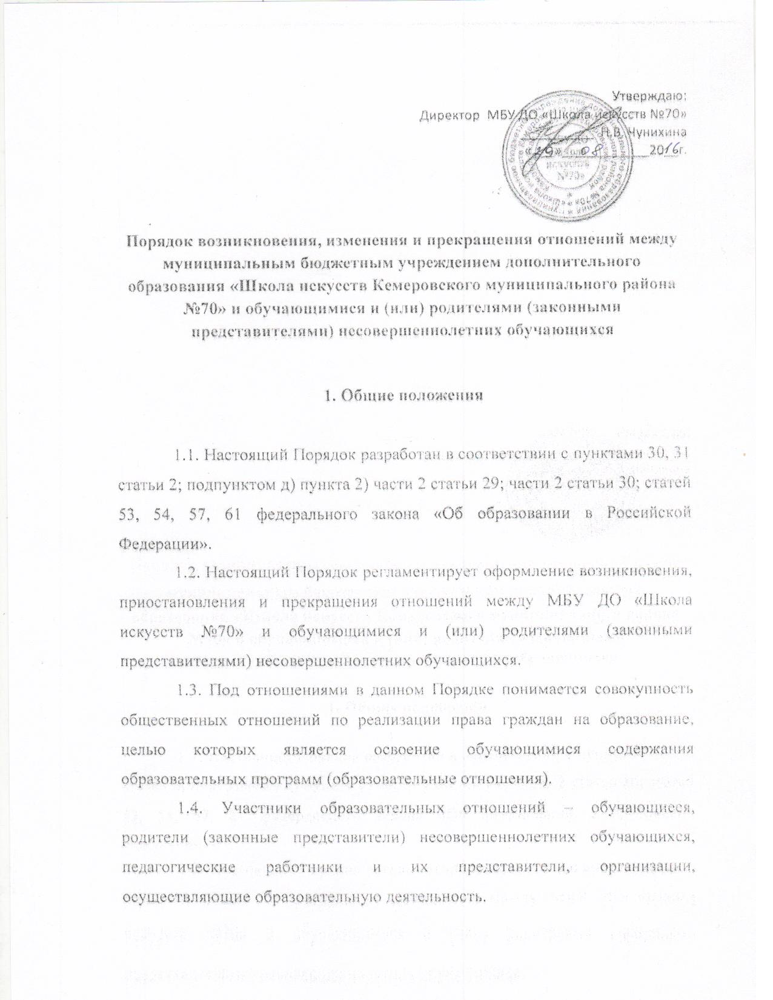 Утверждаю:
Директор МБУ ДО «Школа искусств №70»
Н.В. Чунихина
«29» 08 2016г.
Порядок возникновения, изменения и прекращения отношений между
муниципальным бюджетным учреждением дополнительного
образования «Школа искусств Кемеровского муниципального района
№70» и обучающимися и (или) родителями (законными
представителями) несовершеннолетних обучающихся
1. Общие положения
1.1. Настоящий Порядок разработан в соответствии с пунктами 30, 31
статьи 2; подпунктом д) пункта 2) части 2 статьи 29; части 2 статьи 30; статей
53, 54, 57, 61 федерального закона «Об образовании в Российской
Федерации».
1.2. Настоящий Порядок регламентирует оформление возникновения,
приостановления и прекращения отношений между МБУ ДО «Школа
искусств №70» и обучающимися и (или) родителями (законными
представителями) несовершеннолетних обучающихся.
1.3. Под отношениями в данном Порядке понимается совокупность
общественных отношений по реализации права граждан на образование,
целью которых является освоение обучающимися содержания
образовательных программ (образовательные отношения).
1.4. Участники образовательных отношений – обучающиеся,
родители (законные представители) несовершеннолетних обучающихся,
педагогические работники и их представители, организации,
осуществляющие образовательную деятельность.